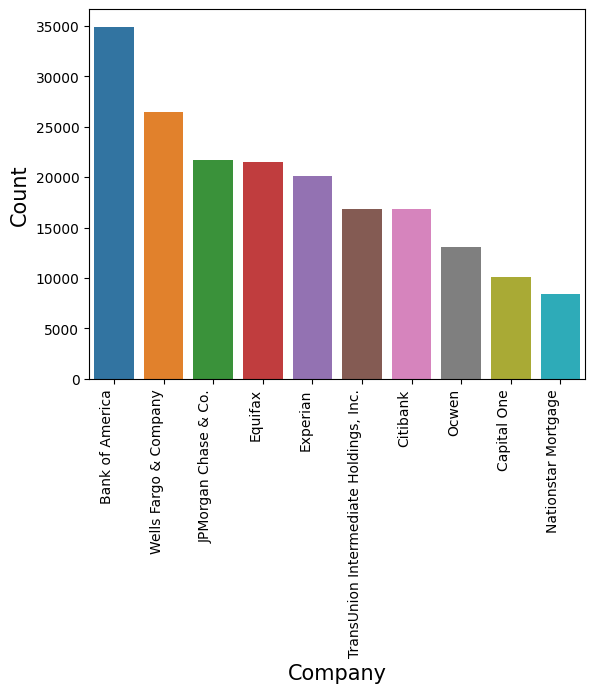 35000
30000
25000
20000
15000
10000
5000
0
Count
Bank of America
Wells Fargo & Company
JPMorgan Chase & Co.
Equifax
Experian
TransUnion Intermediate Holdings, Inc.
Citibank
Ocwen
Capital One
Nationstar Mortgage
Company